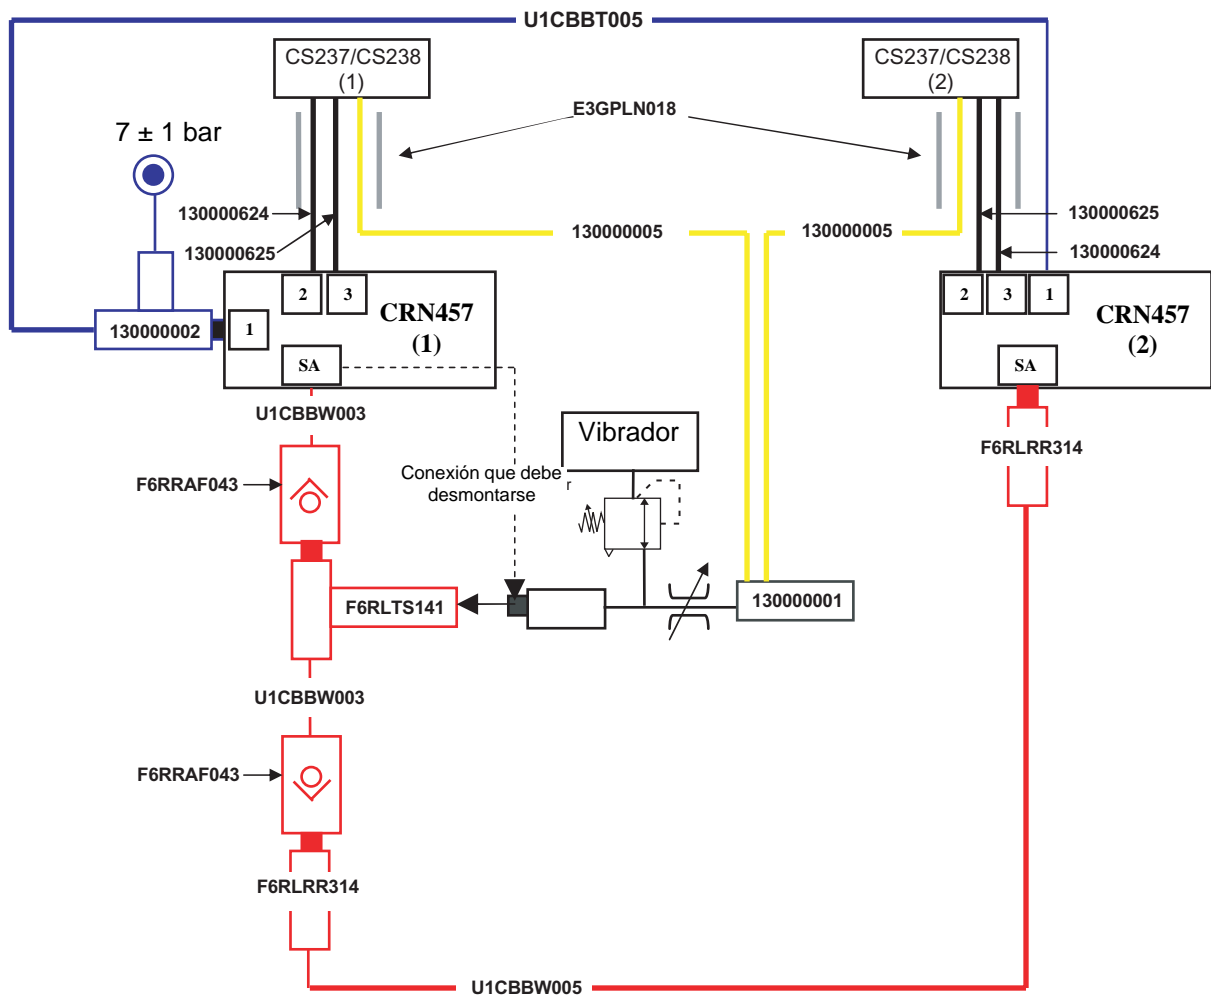 U1CBBT005
CS237/CS238
(1)
CS237/CS238
(2)
E3GPLN018
7 ± 1 bar
130000624
130000625
130000625
130000624
130000005
130000005
2
3
1
CRN457
(1)
SA
130000002
2
3
1
CRN457
(2)
SA
U1CBBW003
F6RLRR314
Vibrador
F6RRAF043
Conexión que debe
r
desmontarse
F6RLTS141
130000001
U1CBBW003
F6RRAF043
F6RLRR314
U1CBBW005